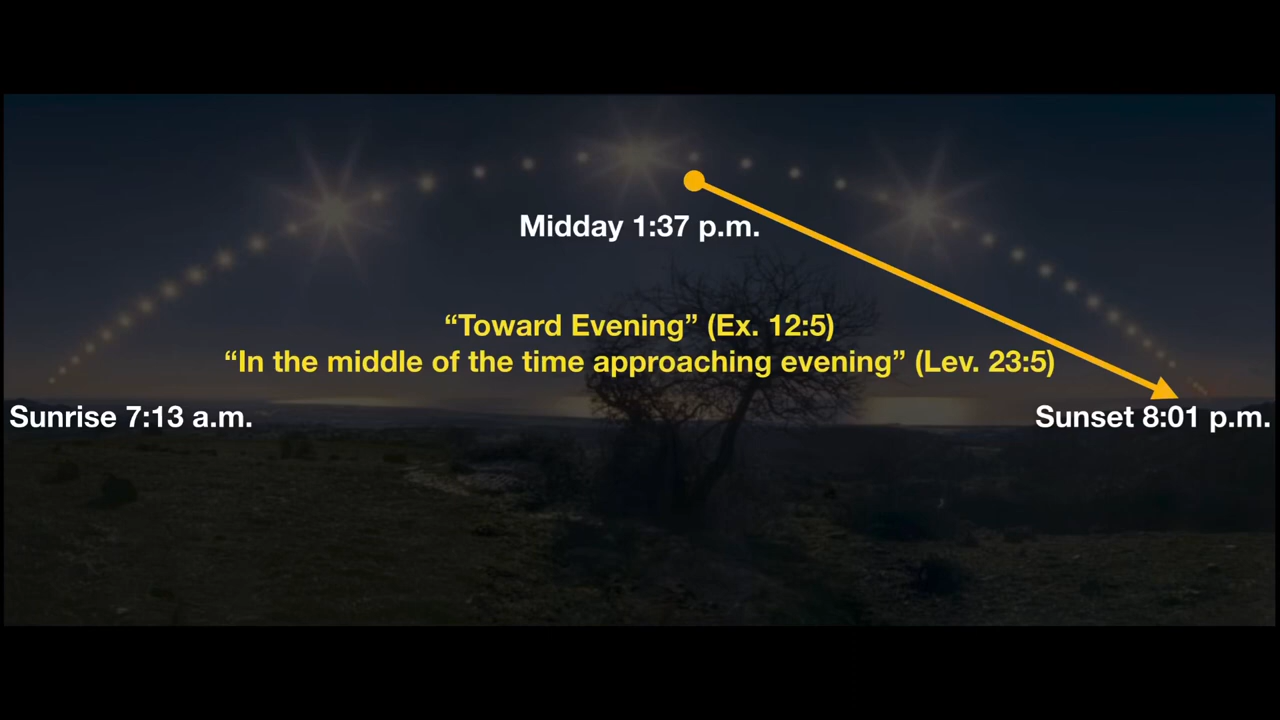 Midday 1:37 p.m.
“Toward Evening” (Ex. 12:5)
“In the middle of the time approaching evening” (Lev. 23:5)
Sunrise 7:13 a.m.
Sunset 8:01 p.m.